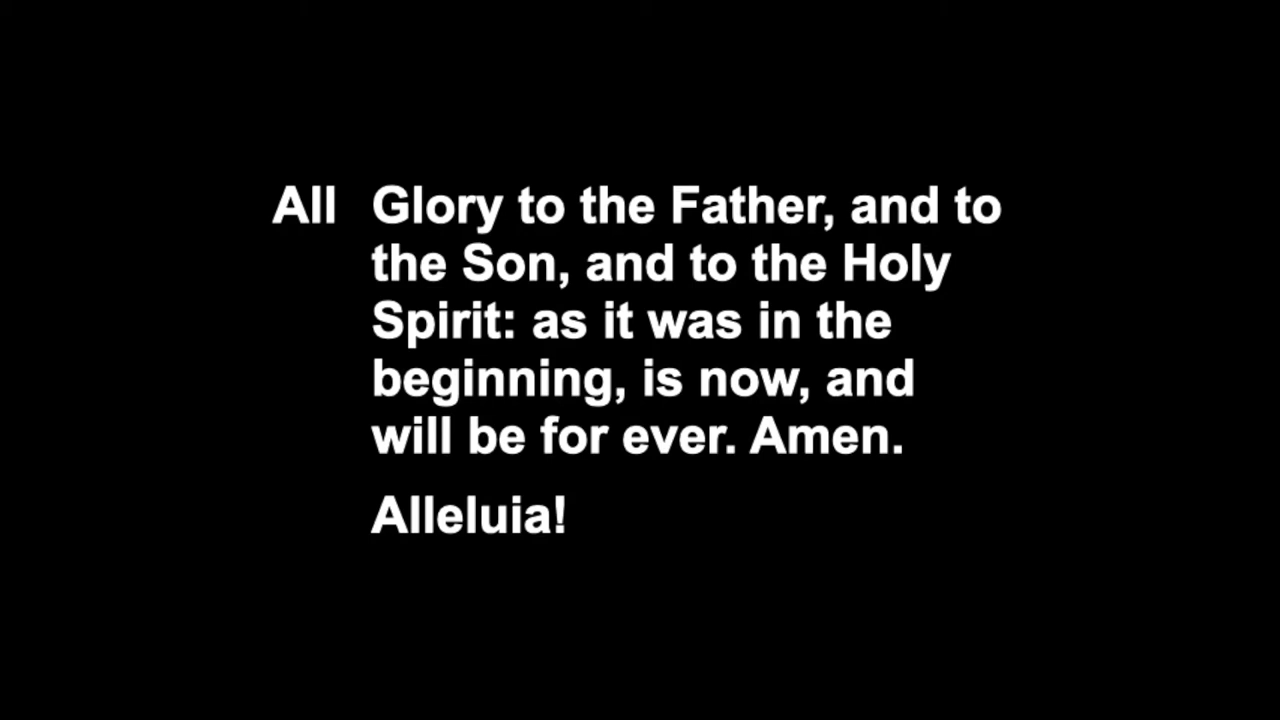 All Glory to the Father, and to
the Son, and to the Holy
Spirit: as it was in the
beginning, is now, and
will be for ever. Amen.
Alleluia!